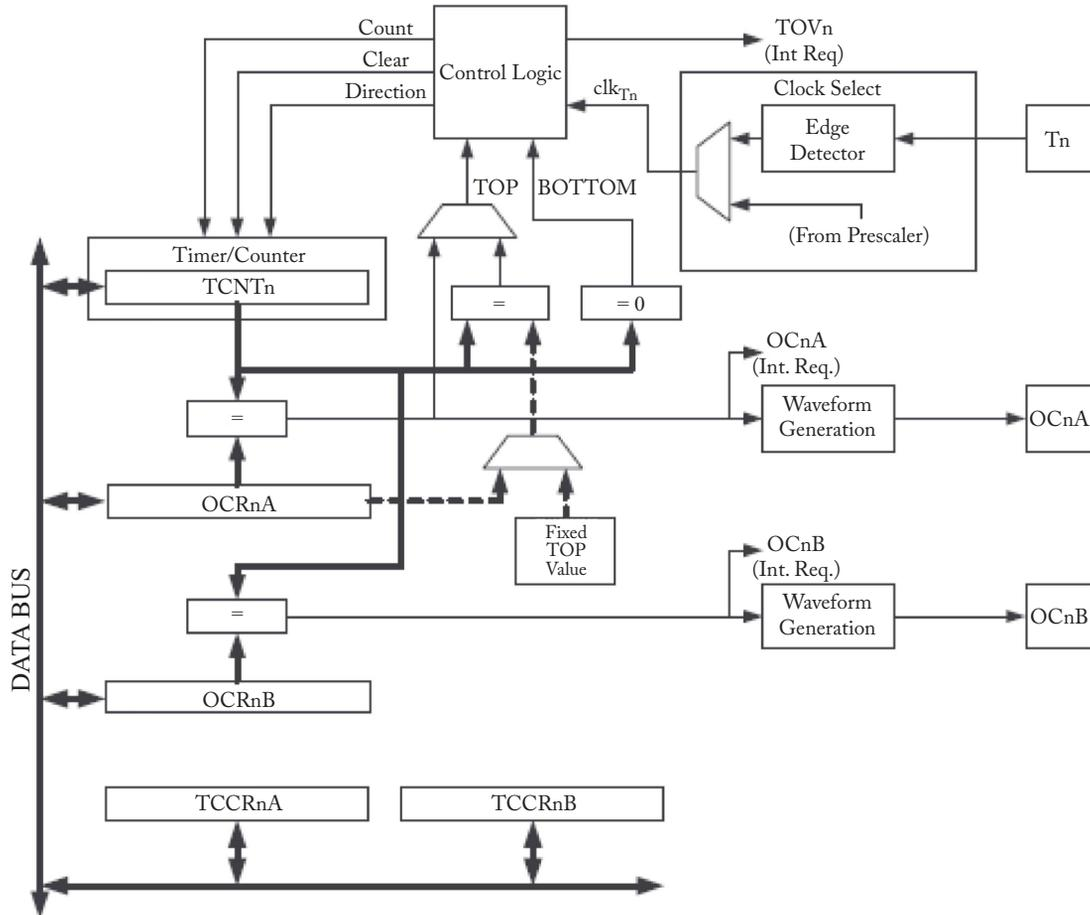 Count
Clear
Direction
Control Logic
TOVn
(Int Req)
clkTn
Clock Select
Edge
Detector
Tn
TOP
BOTTOM
(From Prescaler)
Timer/Counter
TCNTn
=
= 0
OCnA
(Int. Req.)
=
Waveform
Generation
OCnA
OCRnA
Fixed
TOP
Value
OCnB
(Int. Req.)
=
Waveform
Generation
OCnB
OCRnB
DATA BUS
TCCRnA
TCCRnB